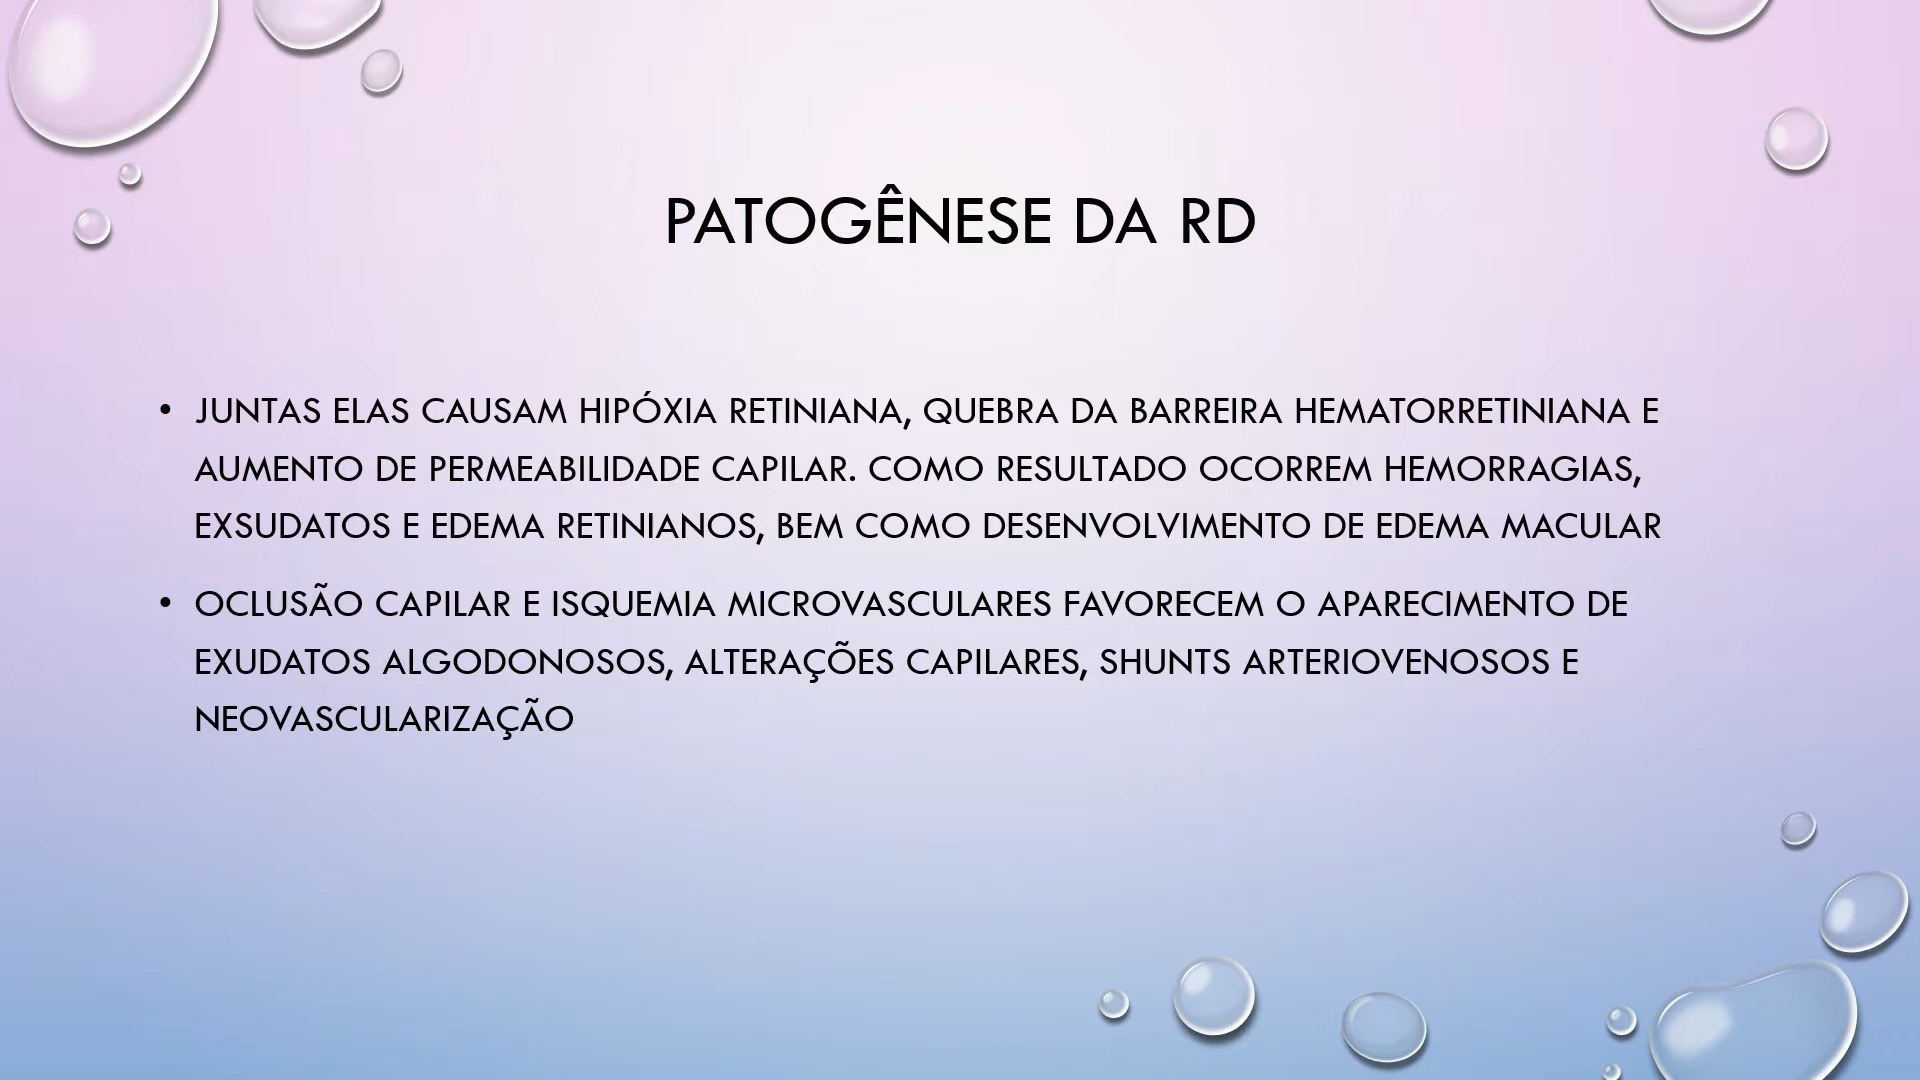 PATOGÊNESE DA RD
• JUNTAS ELAS CAUSAM HIPÓXIA RETINIANA, QUEBRA DA BARREIRA HEMATORRETINIANA E
AUMENTO DE PERMEABILIDADE CAPILAR. COMO RESULTADO OCORREM HEMORRAGIAS,
EXSUDATOS E EDEMA RETINIANOS, BEM COMO DESENVOLVIMENTO DE EDEMA MACULAR
• OCLUSÃO CAPILAR E ISQUEMIA MICROVASCULARES FAVORECEM O APARECIMENTO DE
EXUDATOS ALGODONOSOS, ALTERAÇÕES CAPILARES, SHUNTS ARTERIOVENOSOS E
NEOVASCULARIZAÇÃO